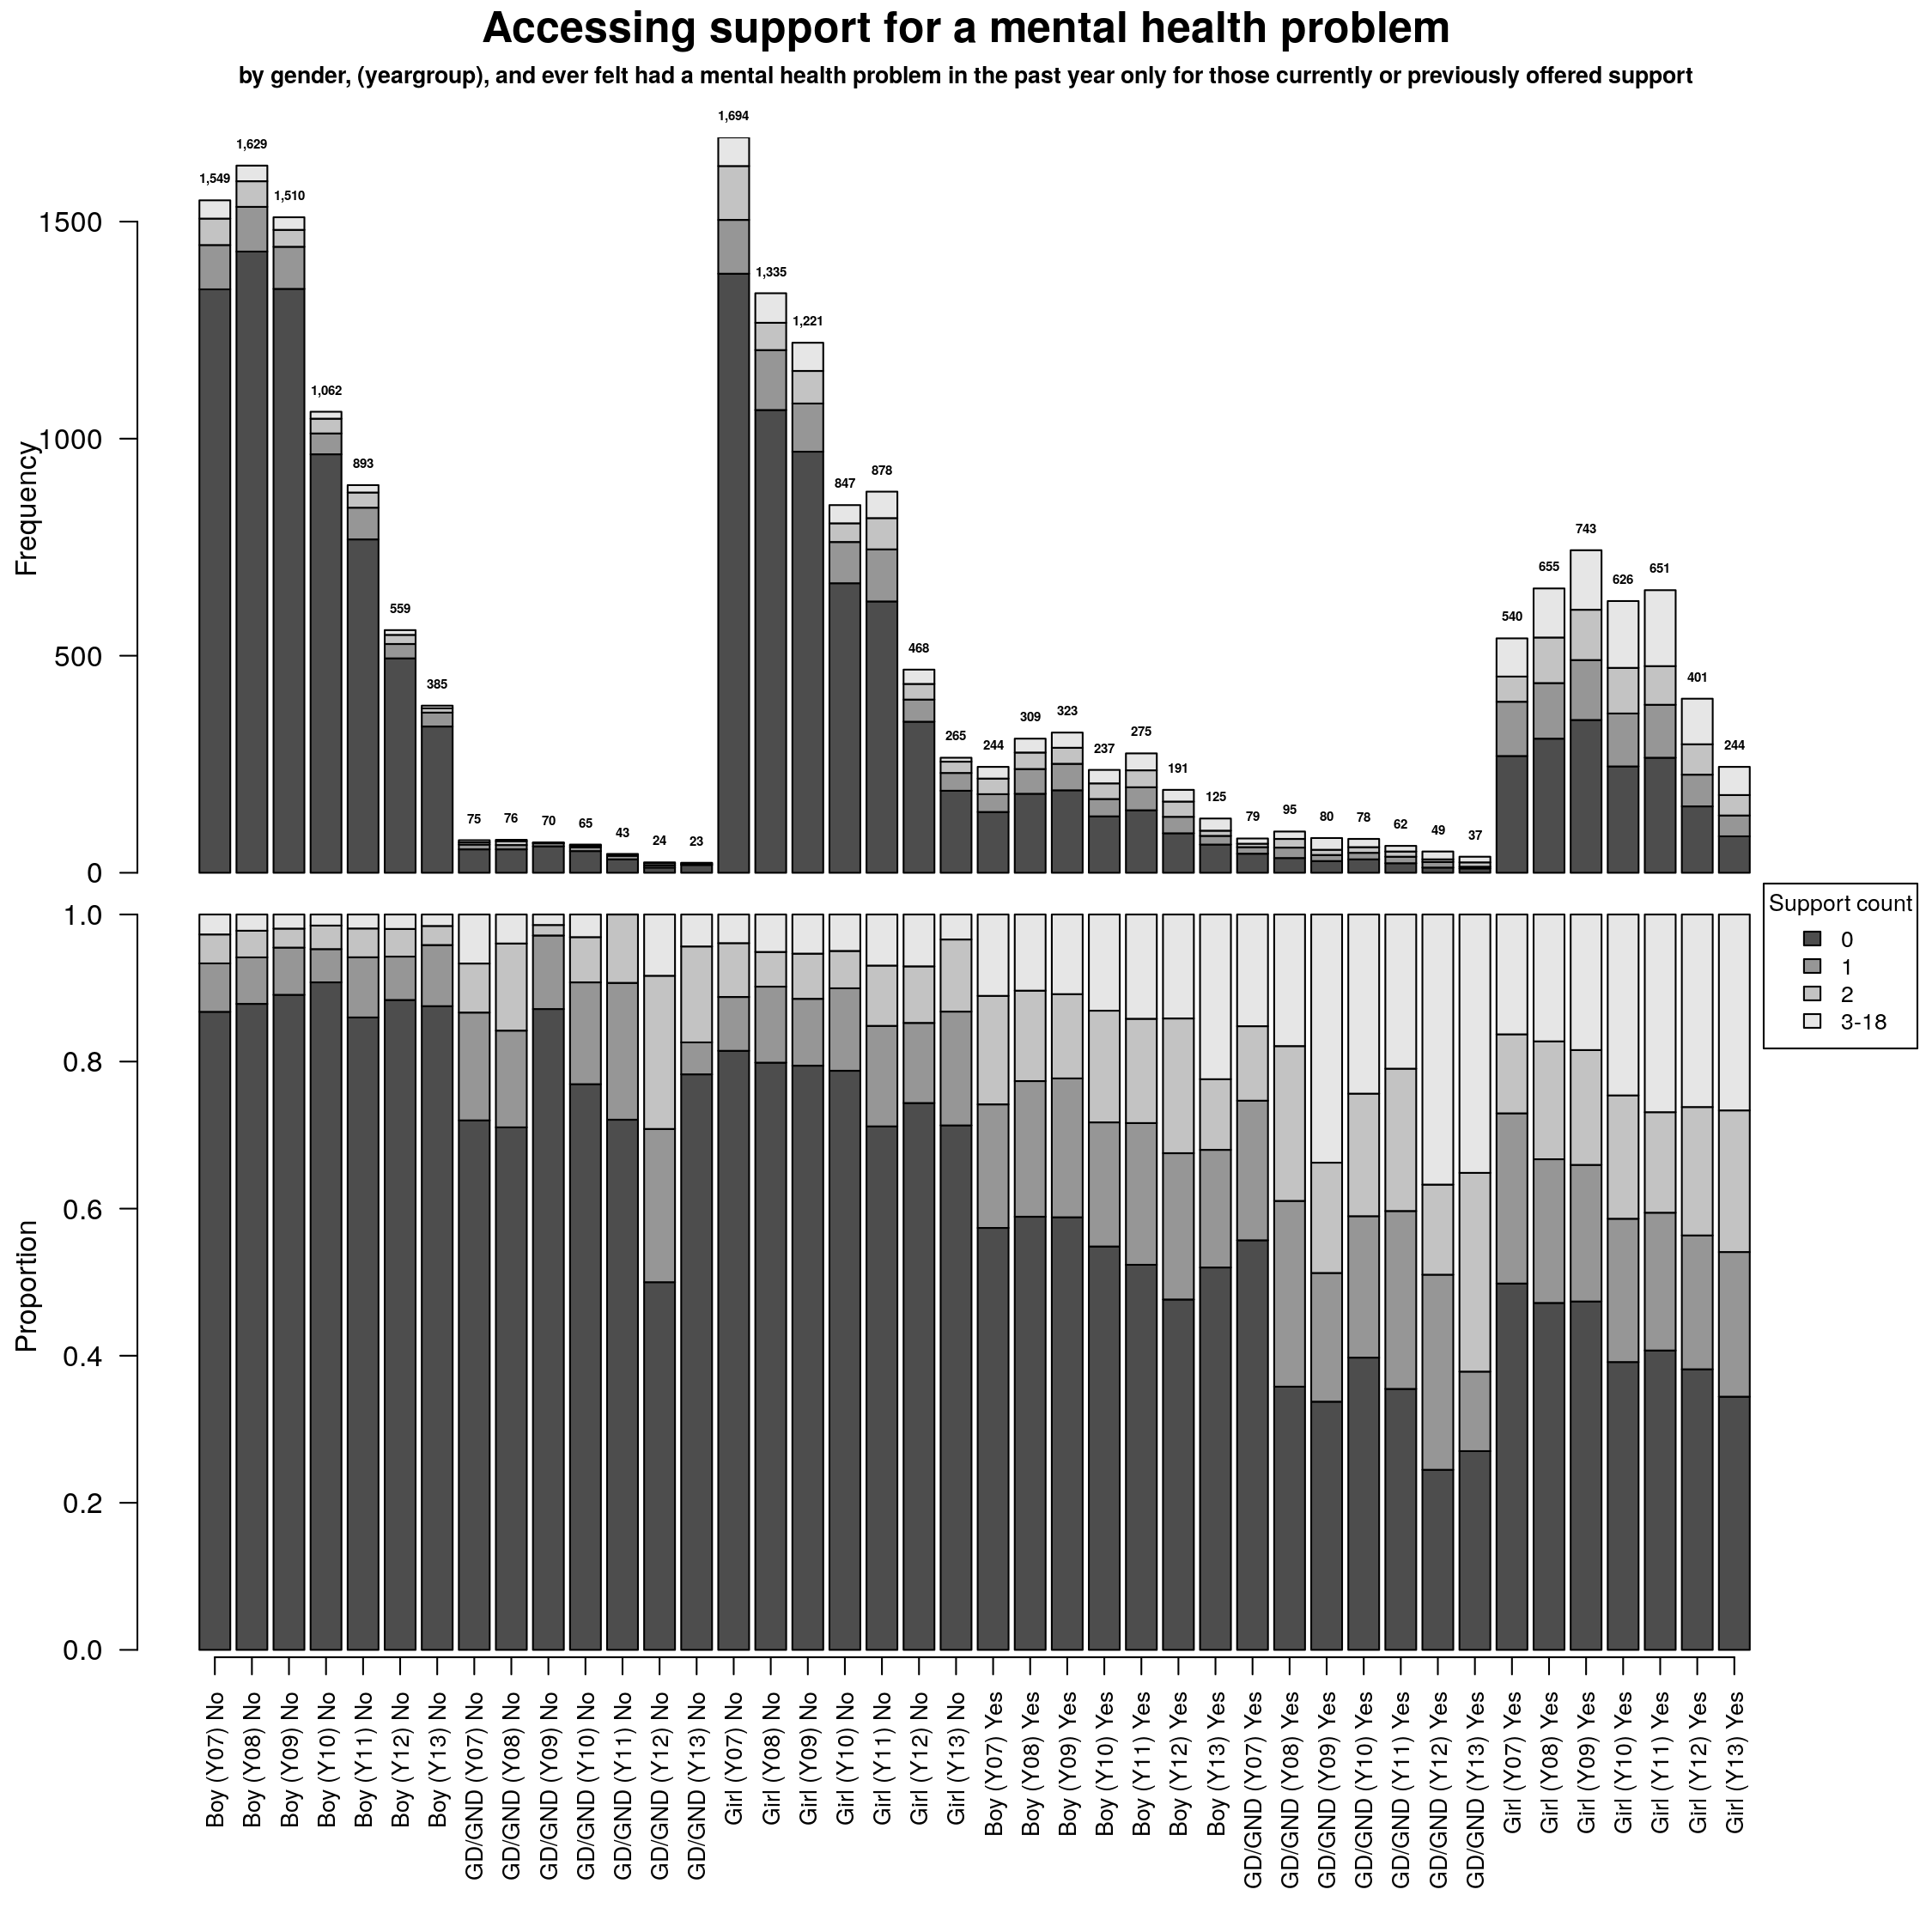 Accessing support for a mental health problem
by gender, (yeargroup), and ever felt had a mental health problem in the past year only for those currently or previously offered support
Frequency
1500
1000
500
0
1,549
1,629
1,510
1,062
893
559
385
75
76
70
65
43
24
23
1,694
1,335
1,221
847
878
468
265
244
309
323
237
275
191
125
79
95
80
78
62
49
37
540
655
743
626
651
401
244
Proportion
1.0
0.8
0.6
0.4
0.2
0.0
Support count
0
1
2
3-18
Boy (Y07) No
Boy (Y08) No
Boy (Y09) No
Boy (Y10) No
Boy (Y11) No
Boy (Y12) No
Boy (Y13) No
GD/GND (Y07) No
GD/GND (Y08) No
GD/GND (Y09) No
GD/GND (Y10) No
GD/GND (Y11) No
GD/GND (Y12) No
GD/GND (Y13) No
Girl (Y07) No
Girl (Y08) No
Girl (Y09) No
Girl (Y10) No
Girl (Y11) No
Girl (Y12) No
Girl (Y13) No
Boy (Y07) Yes
Boy (Y08) Yes
Boy (Y09) Yes
Boy (Y10) Yes
Boy (Y11) Yes
Boy (Y12) Yes
Boy (Y13) Yes
GD/GND (Y07) Yes
GD/GND (Y08) Yes
GD/GND (Y09) Yes
GD/GND (Y10) Yes
GD/GND (Y11) Yes
GD/GND (Y12) Yes
GD/GND (Y13) Yes
Girl (Y07) Yes
Girl (Y08) Yes
Girl (Y09) Yes
Girl (Y10) Yes
Girl (Y11) Yes
Girl (Y12) Yes
Girl (Y13) Yes